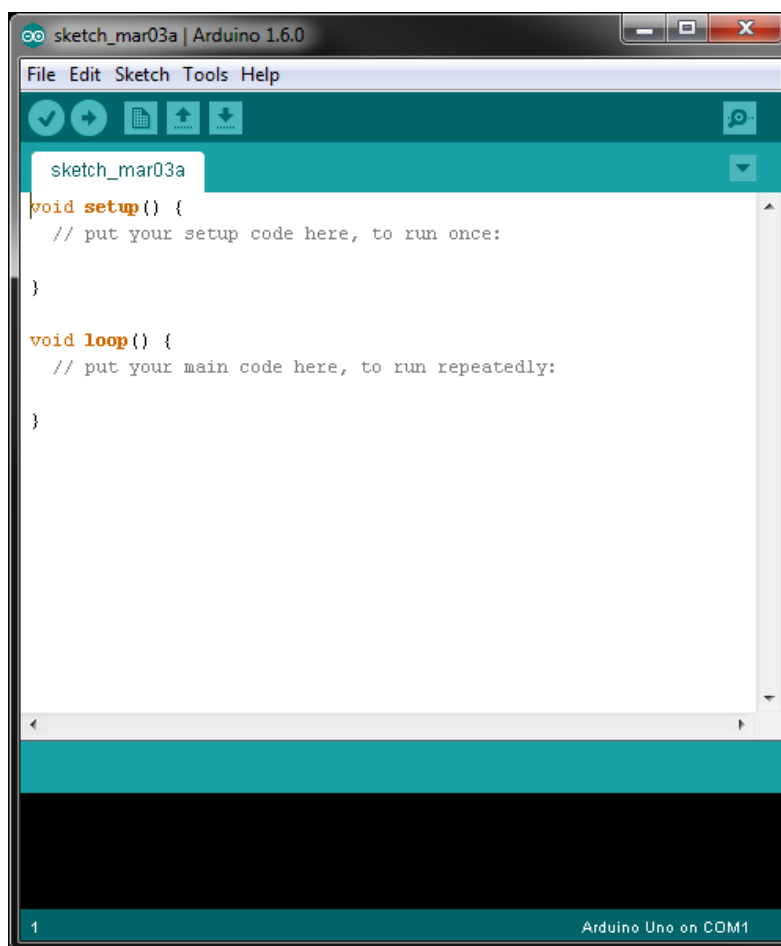 sketch_mar03a | Arduino 1.6.0
File Edit Sketch Tools Help
sketch_mar03a
void setup() {
  // put your setup code here, to run once:
}
void loop() {
  // put your main code here, to run repeatedly:
}
1 Arduino Uno on COM1